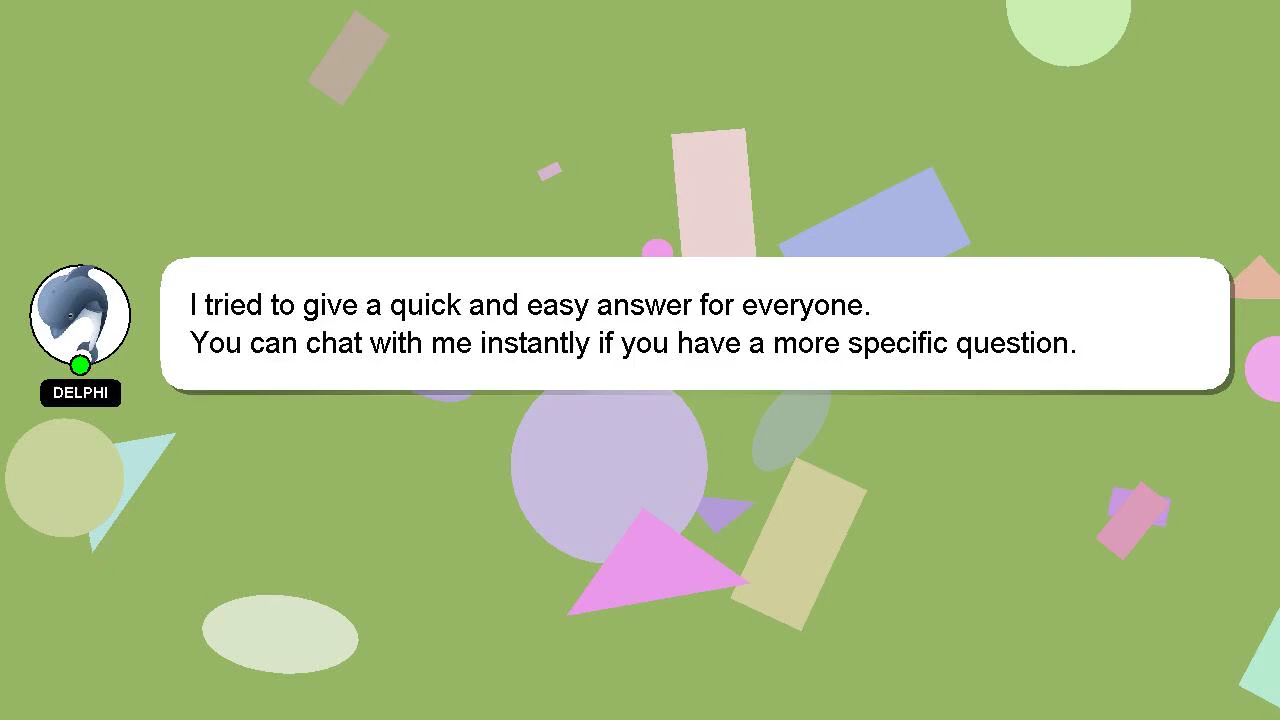 I tried to give a quick and easy answer for everyone.
You can chat with me instantly if you have a more specific question.
DELPHI